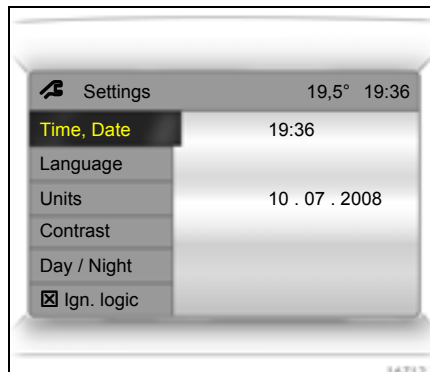 Settings 19,5° 19:36
Time, Date 19:36
Language
Units 10 . 07 . 2008
Contrast
Day / Night
Ign. logic
16712